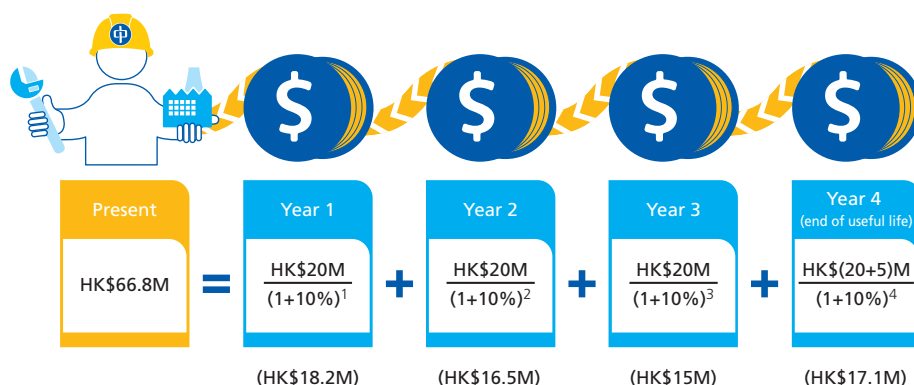 $ $ $ $
Present
HK$66.8M
=
Year 1
HK$20M
(1+10%)¹
+
Year 2
HK$20M
(1+10%)²
+
Year 3
HK$20M
(1+10%)³
+
Year 4
(end of useful life)
HK$(20+5)M
(1+10%)⁴
(HK$18.2M)
(HK$16.5M)
(HK$15M)
(HK$17.1M)